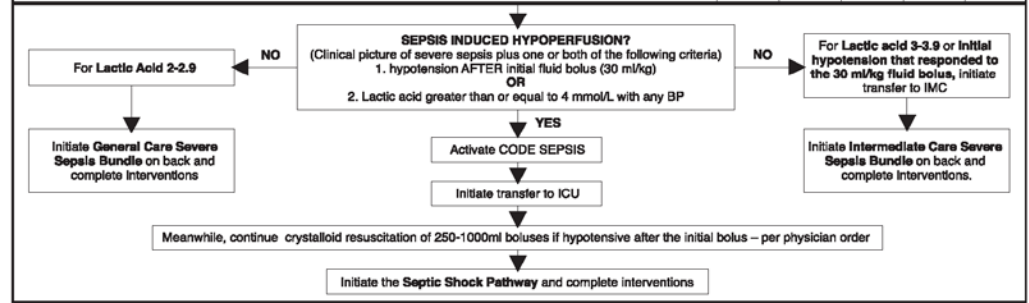 SEPSIS INDUCED HYPOPERFUSION?
(Clinical picture of severe sepsis plus one or both of the following criteria)
1. hypotension AFTER initial fluid bolus (30 ml/kg)
OR
2. Lactic acid greater than or equal to 4 mmol/L with any BP
NO
For Lactic Acid 2-2.9
Initiate General Care Severe
Sepsis Bundle on back and
complete interventions
NO
For Lactic acid 3-3.9 or initial
hypotension that responded to
the 30 ml/kg fluid bolus, initiate
transfer to IMC
Initiate Intermediate Care Severe
Sepsis Bundle on back and
complete interventions.
YES
Activate CODE SEPSIS
Initiate transfer to ICU
Meanwhile, continue crystalloid resuscitation of 250-1000ml boluses if hypotensive after the initial bolus – per physician order
Initiate the Septic Shock Pathway and complete interventions